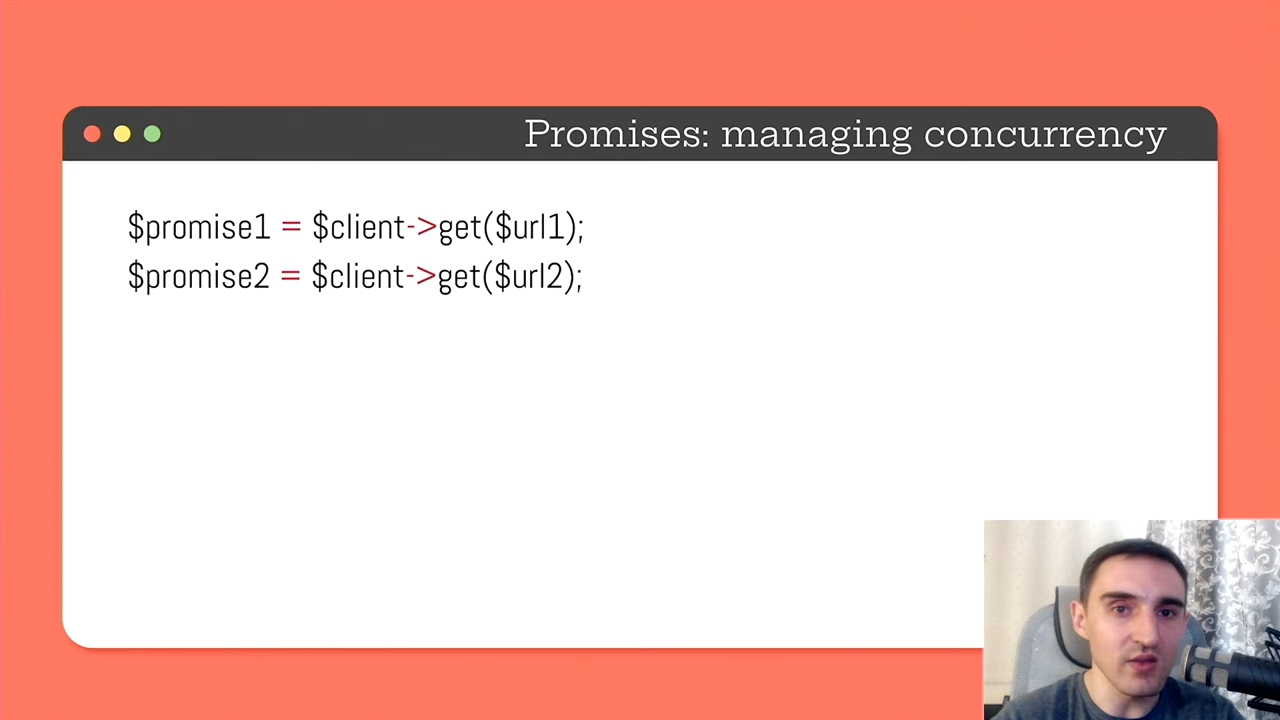 Promises: managing concurrency
$promise1 = $client->get($url1);
$promise2 = $client->get($url2);